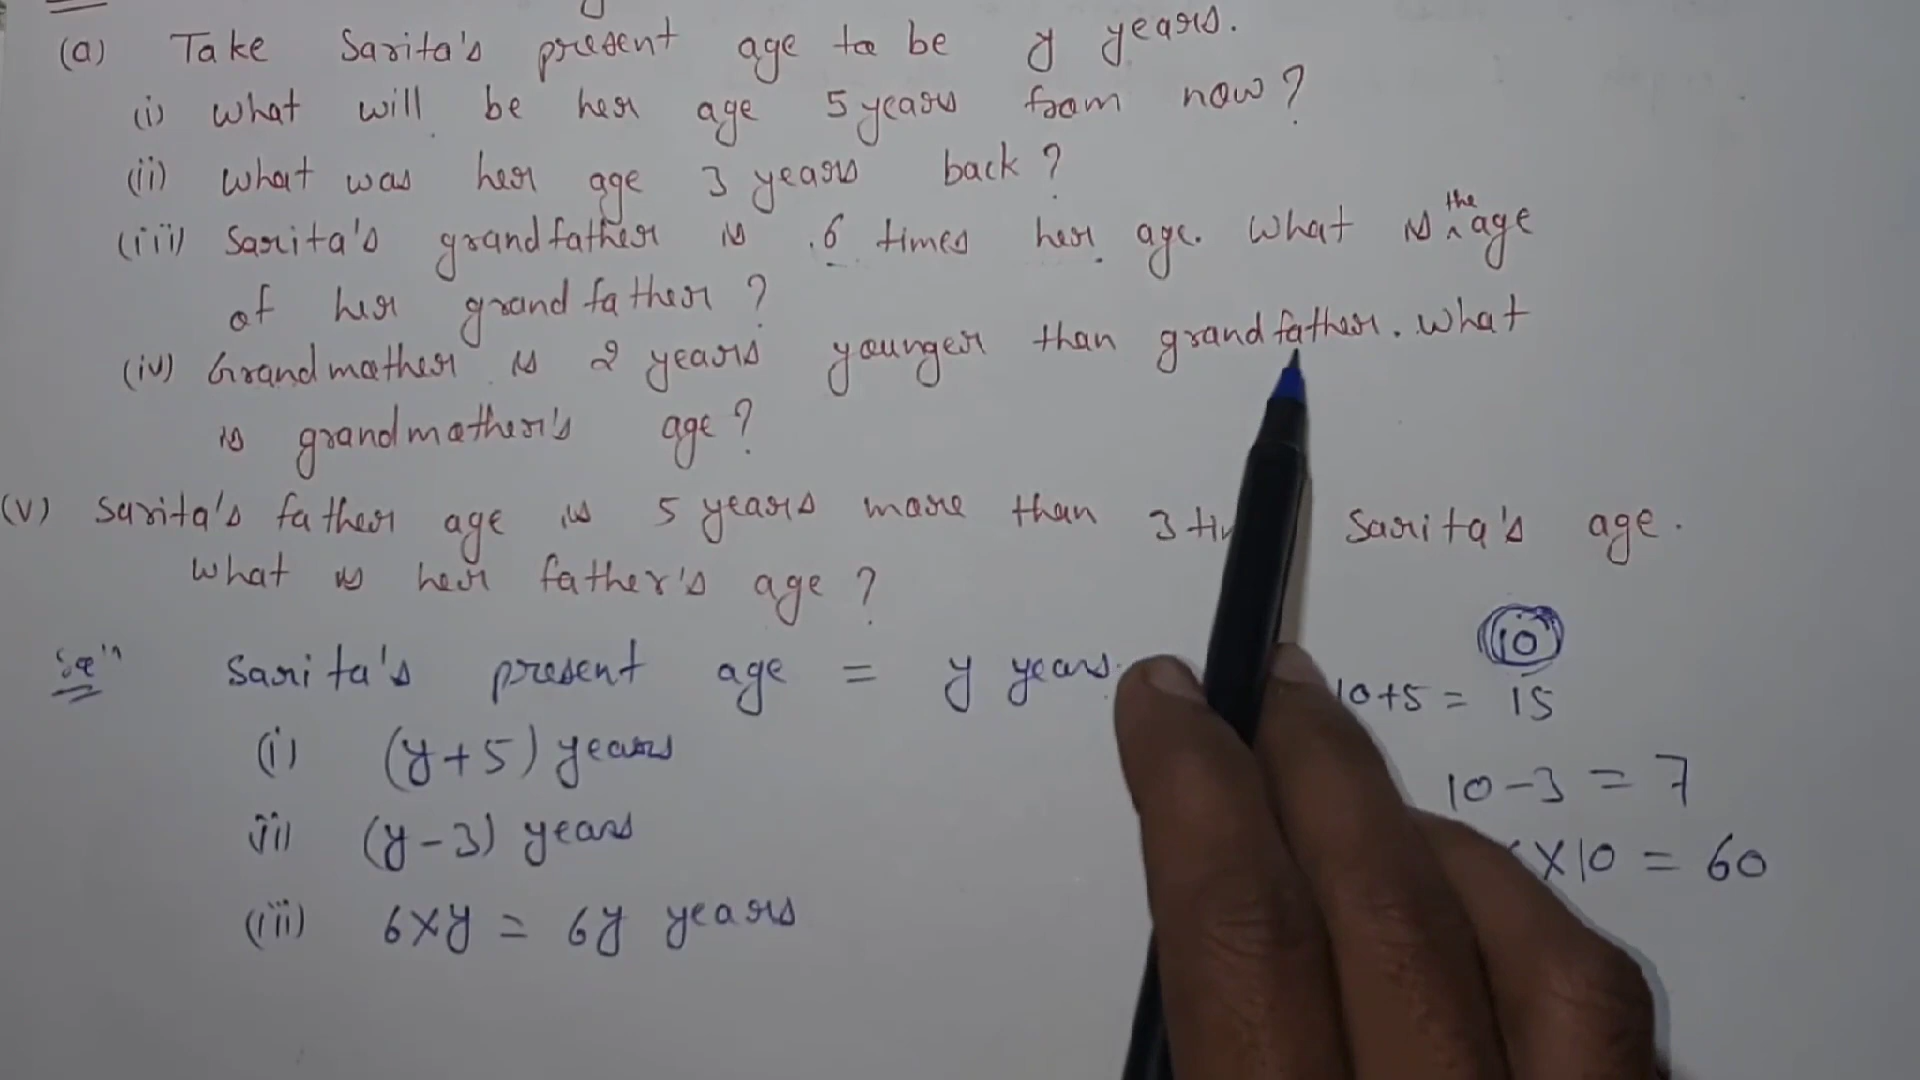 (a) Take Sarita's present age to be y years.
(i) What will be her age 5 years from now?
(ii) What was her age 3 years back?
(iii) Sarita's grandfather is 6 times her age. What is the age
of her grandfather?
(iv) Grandmother is 2 years younger than grandfather. What
is grandmother's age?
(v) Sarita's father age is 5 years more than 3 Sarita's age.
What is her father's age?
Sol'n Sarita's present age = y years.
(i) (y+5) years
(ii) (y-3) years
(iii) 6×y = 6y years
10
10+5 = 15
10-3 = 7
×10 = 60